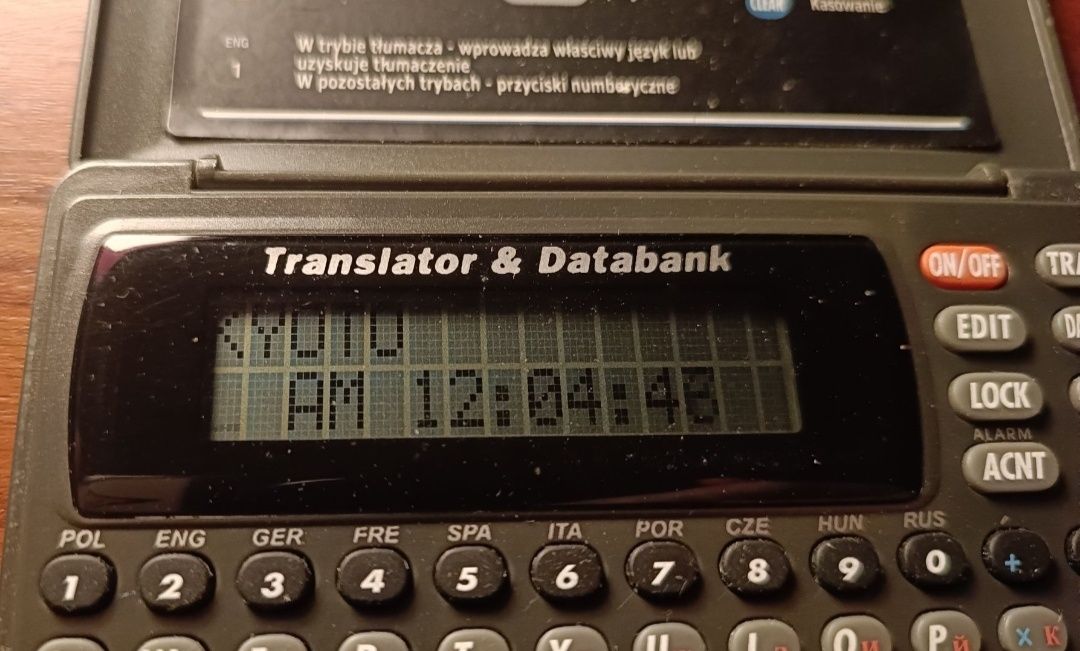 CLEAR Kasowanie
ENG
1
W trybie tłumacza - wprowadza właściwy język lub
uzyskuje tłumaczenie
W pozostałych trybach - przyciski numeryczne
Translator & Databank
ON/OFF
EDIT
AM 12:04:48
LOCK
ALARM
ACNT
POL ENG GER FRE SPA ITA POR CZE HUN RUS
1 2 3 4 5 6 7 8 9 0 +
O И P Й × К